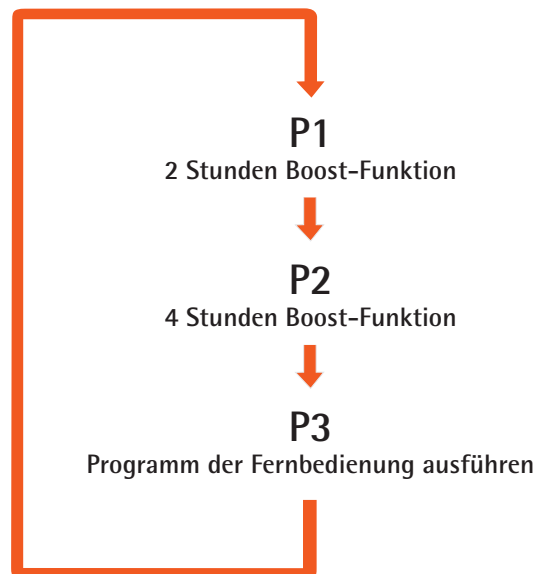 P1
2 Stunden Boost-Funktion
P2
4 Stunden Boost-Funktion
P3
Programm der Fernbedienung ausführen